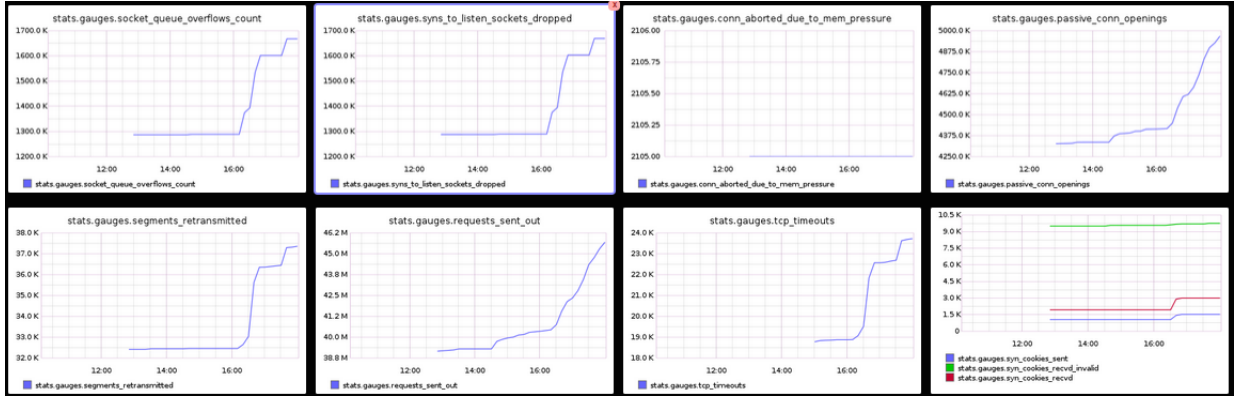 stats.gauges.socket_queue_overflows_count
1700.0 K
1600.0 K
1500.0 K
1400.0 K
1300.0 K
1200.0 K
12:00 14:00 16:00
stats.gauges.socket_queue_overflows_count
x
stats.gauges.syns_to_listen_sockets_dropped
1700.0 K
1600.0 K
1500.0 K
1400.0 K
1300.0 K
1200.0 K
12:00 14:00 16:00
stats.gauges.syns_to_listen_sockets_dropped
stats.gauges.conn_aborted_due_to_mem_pressure
2106.00
2105.75
2105.50
2105.25
2105.00
12:00 14:00 16:00
stats.gauges.conn_aborted_due_to_mem_pressure
stats.gauges.passive_conn_openings
5000.0 K
4875.0 K
4750.0 K
4625.0 K
4500.0 K
4375.0 K
4250.0 K
12:00 14:00 16:00
stats.gauges.passive_conn_openings
stats.gauges.segments_retransmitted
38.0 K
37.0 K
36.0 K
35.0 K
34.0 K
33.0 K
32.0 K
12:00 14:00 16:00
stats.gauges.segments_retransmitted
stats.gauges.requests_sent_out
46.2 M
45.0 M
43.8 M
42.5 M
41.2 M
40.0 M
38.8 M
12:00 14:00 16:00
stats.gauges.requests_sent_out
stats.gauges.tcp_timeouts
24.0 K
23.0 K
22.0 K
21.0 K
20.0 K
19.0 K
18.0 K
12:00 14:00 16:00
stats.gauges.tcp_timeouts
10.5 K
9.0 K
7.5 K
6.0 K
4.5 K
3.0 K
1.5 K
0
12:00 14:00 16:00
stats.gauges.syn_cookies_sent
stats.gauges.syn_cookies_recvd_invalid
stats.gauges.syn_cookies_recvd